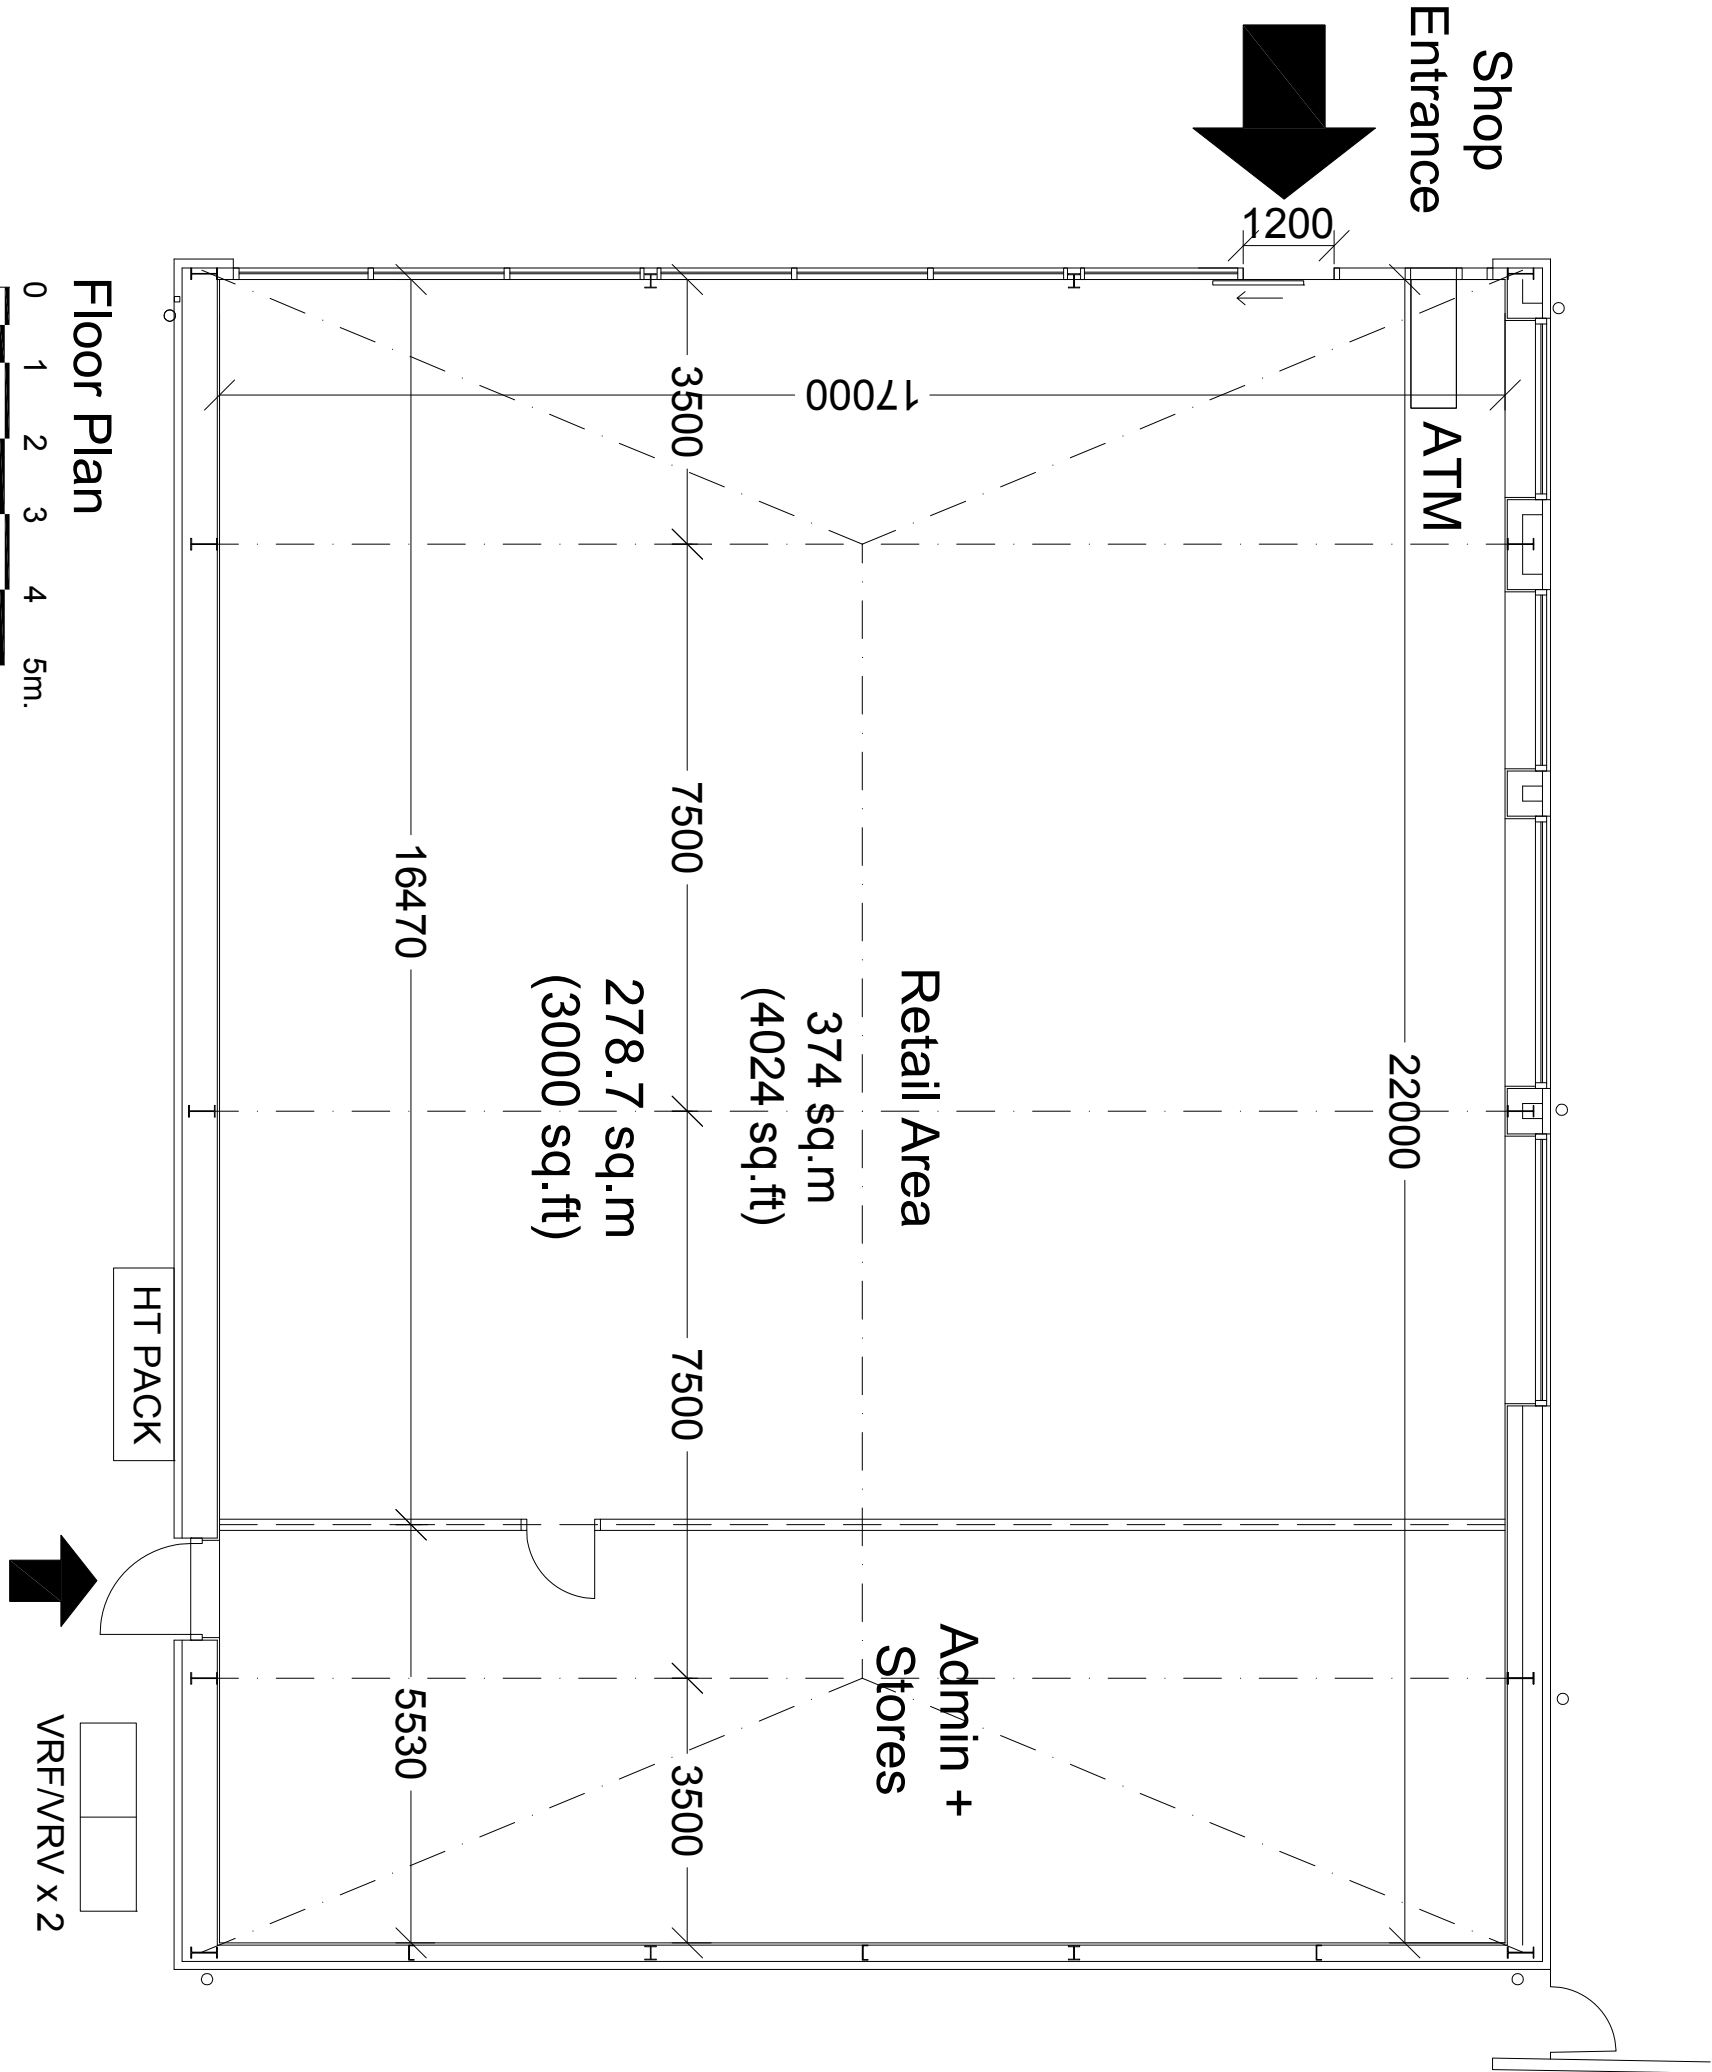 Shop
Entrance
1200
ATM
17000
3500
22000
7500
16470
Retail Area
374 sq.m
(4024 sq.ft)
278.7 sq.m
(3000 sq.ft)
7500
HT PACK
Admin +
Stores
5530
3500
VRF/VRV x 2
Floor Plan
0 1 2 3 4 5m.